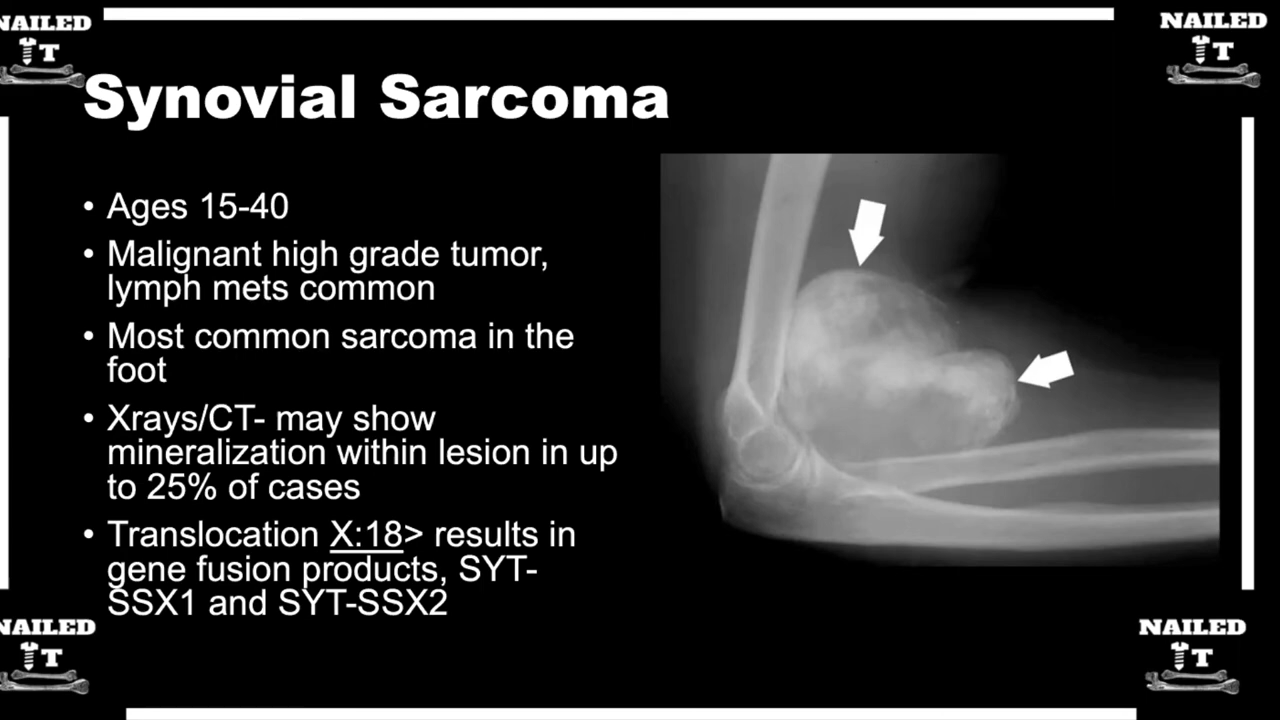 NAILED
IT
NAILED
IT
Synovial Sarcoma
• Ages 15-40
• Malignant high grade tumor,
lymph mets common
• Most common sarcoma in the
foot
• Xrays/CT- may show
mineralization within lesion in up
to 25% of cases
• Translocation X:18> results in
gene fusion products, SYT-
SSX1 and SYT-SSX2
NAILED
IT
NAILED
IT